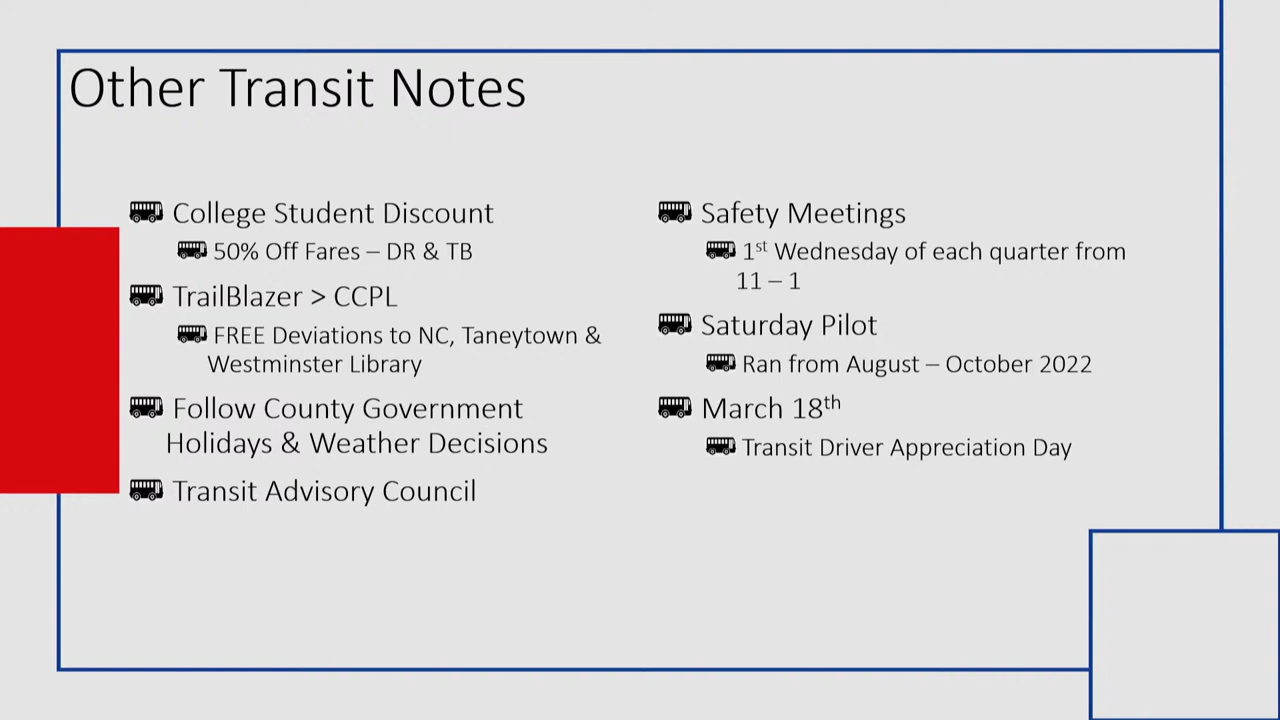 Other Transit Notes
College Student Discount
50% Off Fares – DR & TB
TrailBlazer > CCPL
FREE Deviations to NC, Taneytown &
Westminster Library
Follow County Government
Holidays & Weather Decisions
Transit Advisory Council
Safety Meetings
1st Wednesday of each quarter from
11 – 1
Saturday Pilot
Ran from August – October 2022
March 18th
Transit Driver Appreciation Day